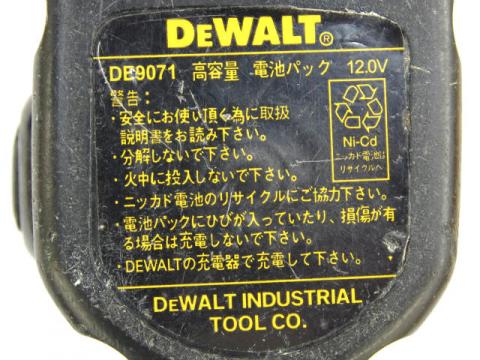 DEWALT®
DE9071 高容量 電池パック 12.0V
警告：
・安全にお使い頂く為に取扱
説明書をお読み下さい。
・分解しないで下さい。
・火中に投入しないで下さい。
Ni-Cd
ニッカド電池は
リサイクルへ
・ニッカド電池のリサイクルにご協力下さい。
・電池パックにひびが入っていたり、損傷が有
る場合は充電しないで下さい。
・DEWALTの充電器で充電して下さい。
DEWALT INDUSTRIAL
TOOL CO.